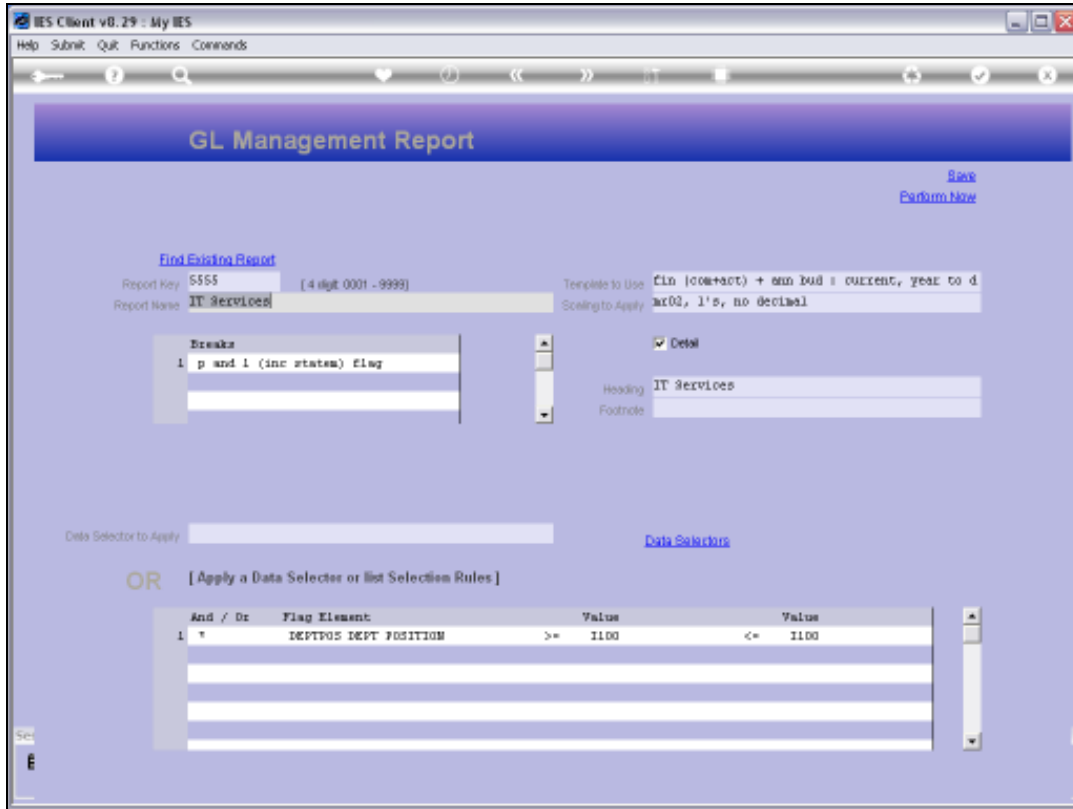 IES Client v8.29 : My IES
Help Submit Quit Functions Commands
GL Management Report
Save
Perform Now
Find Existing Report
Report Key 5555 [ 4 digit: 0001 - 9999]
Template to Use fin (com+act) + ann bud : current, year to d
Report Name IT Services
Scaling to Apply mr02, 1's, no decimal
Breaks
Detail
1 p and l (inc statem) flag
Heading IT Services
Footnote
Data Selector to Apply
Data Selectors
OR [ Apply a Data Selector or list Selection Rules ]
And / Or Flag Element Value Value
1 DEPTPOS DEPT POSITION >= I100 <= I100